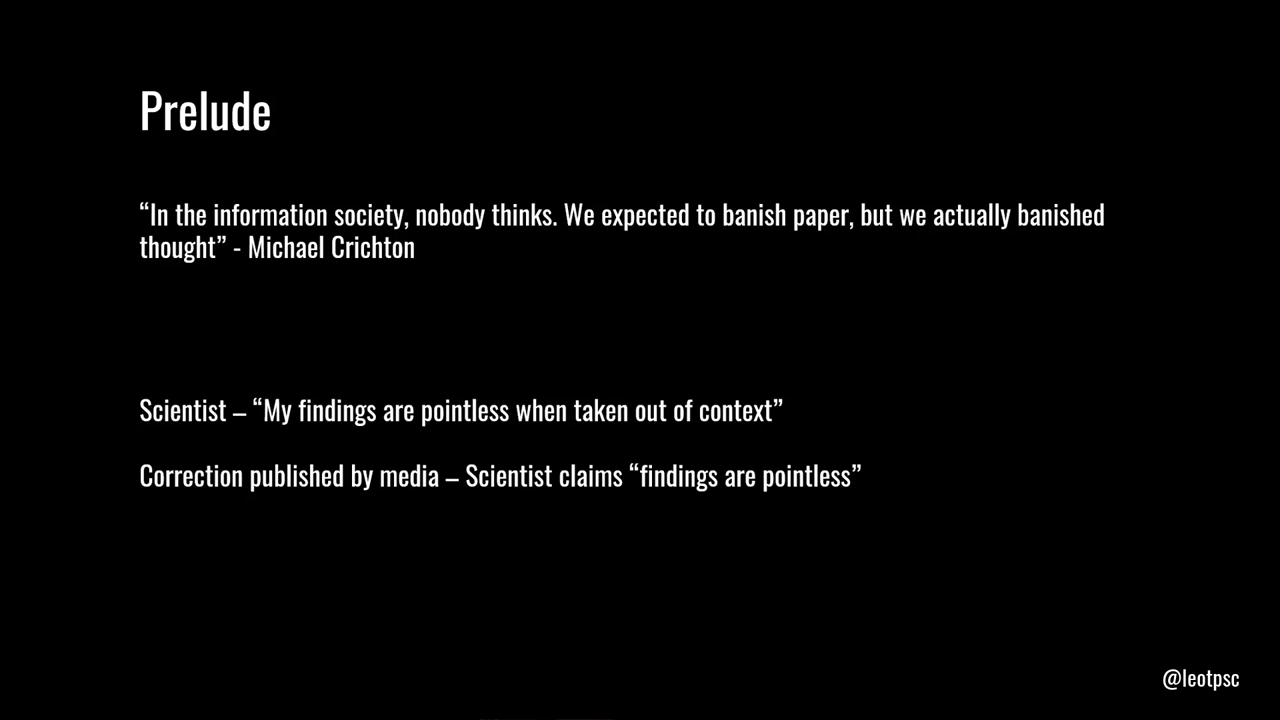 Prelude
“In the information society, nobody thinks. We expected to banish paper, but we actually banished
thought” - Michael Crichton
Scientist – “My findings are pointless when taken out of context”
Correction published by media – Scientist claims “findings are pointless”
@leotpsc